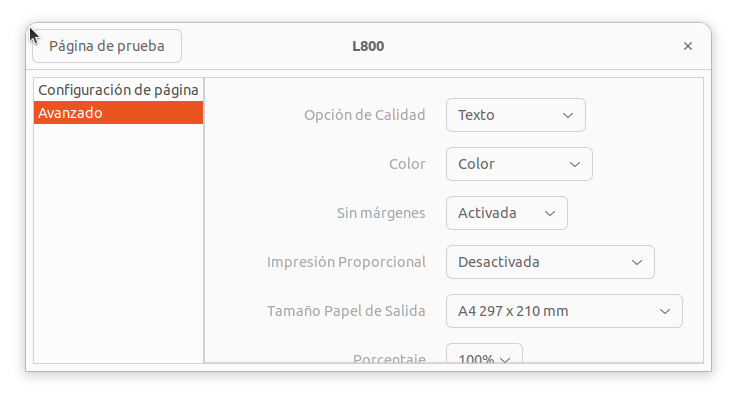 Página de prueba
L800
Configuración de página
Avanzado
Opción de Calidad Texto
Color Color
Sin márgenes Activada
Impresión Proporcional Desactivada
Tamaño Papel de Salida A4 297 x 210 mm
Porcentaje 100%